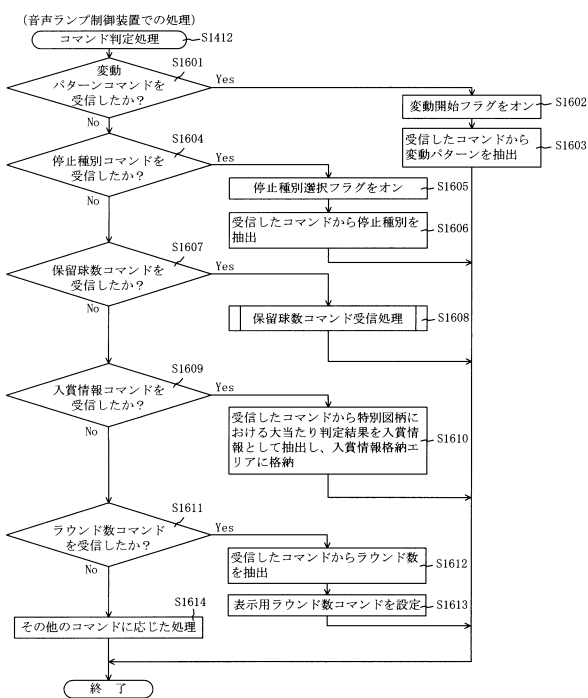 (音声ランプ制御装置での処理)
コマンド判定処理
S1412
変動
パターンコマンドを
受信したか?
S1601
Yes
No
変動開始フラグをオン
S1602
受信したコマンドから
変動パターンを抽出
S1603
停止種別コマンドを
受信したか?
S1604
Yes
No
停止種別選択フラグをオン
S1605
受信したコマンドから停止種別を
抽出
S1606
保留球数コマンドを
受信したか?
S1607
Yes
No
保留球数コマンド受信処理
S1608
入賞情報コマンドを
受信したか?
S1609
Yes
No
受信したコマンドから特別図柄に
おける大当たり判定結果を入賞情
報として抽出し、入賞情報格納エ
リアに格納
S1610
ラウンド数コマンド
を受信したか?
S1611
Yes
No
受信したコマンドからラウンド数
を抽出
S1612
表示用ラウンド数コマンドを設定
S1613
その他のコマンドに応じた処理
S1614
終 了